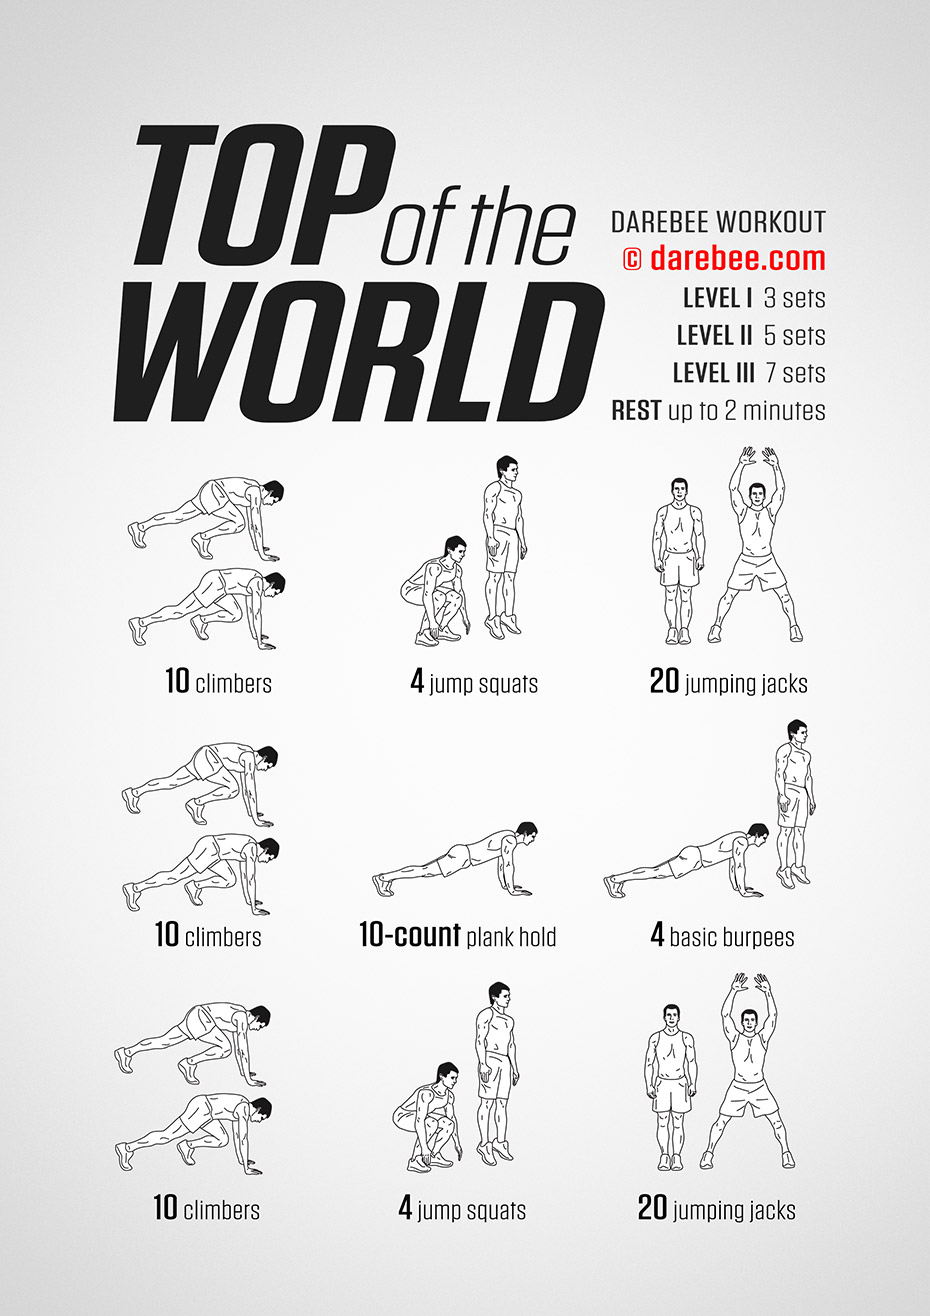 TOP of the
WORLD
DAREBEE WORKOUT
© darebee.com
LEVEL I 3 sets
LEVEL II 5 sets
LEVEL III 7 sets
REST up to 2 minutes
10 climbers
4 jump squats
20 jumping jacks
10 climbers
10-count plank hold
4 basic burpees
10 climbers
4 jump squats
20 jumping jacks